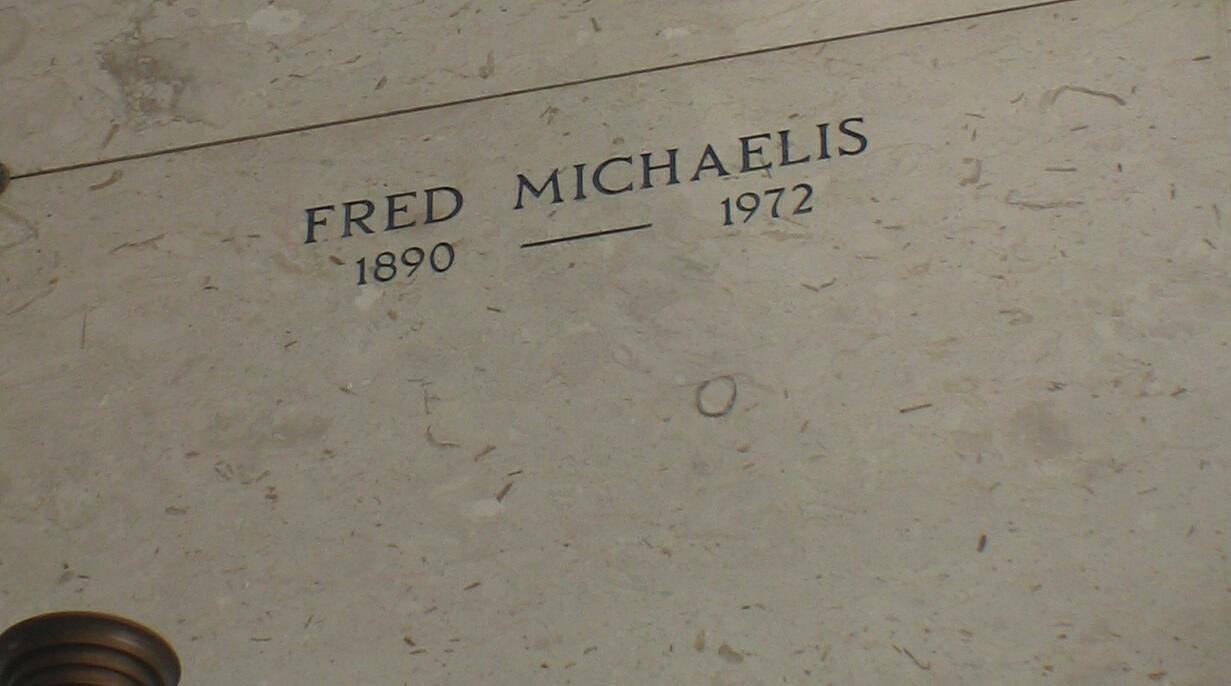 FRED MICHAELIS
1890 — 1972